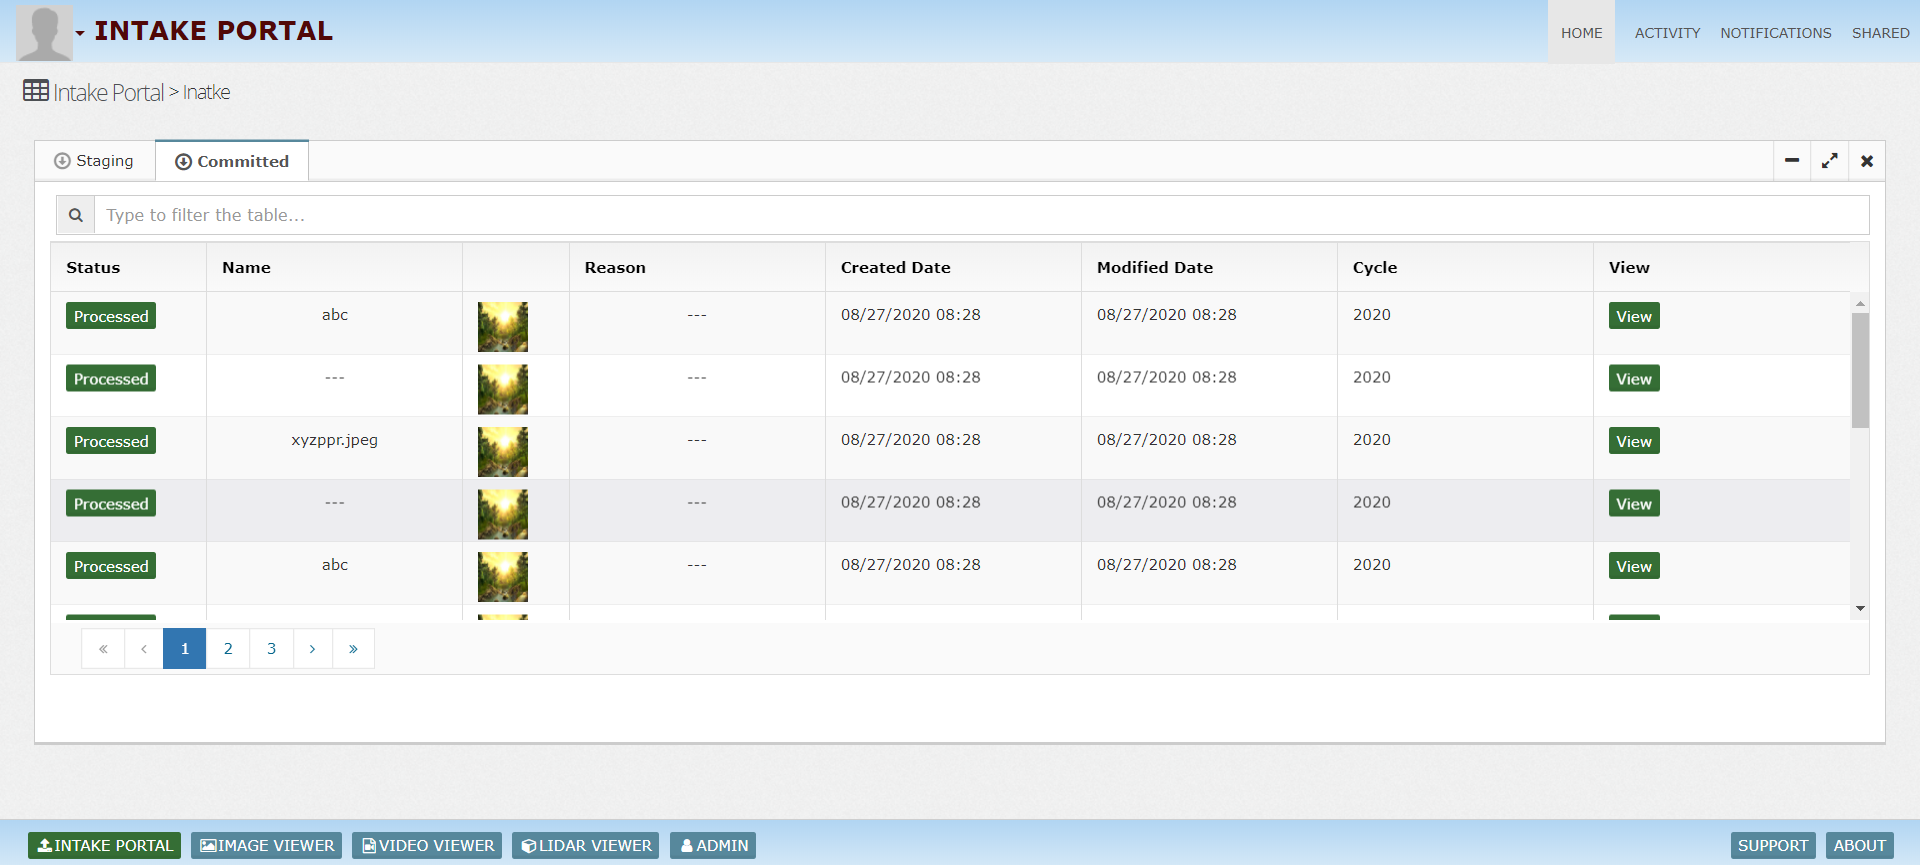 INTAKE PORTAL
HOME ACTIVITY NOTIFICATIONS SHARED
Intake Portal > Inatke
Staging Committed
Type to filter the table...
Status Name Reason Created Date Modified Date Cycle View
Processed abc --- 08/27/2020 08:28 08/27/2020 08:28 2020 View
Processed --- --- 08/27/2020 08:28 08/27/2020 08:28 2020 View
Processed xyzppr.jpeg --- 08/27/2020 08:28 08/27/2020 08:28 2020 View
Processed --- --- 08/27/2020 08:28 08/27/2020 08:28 2020 View
Processed abc --- 08/27/2020 08:28 08/27/2020 08:28 2020 View
« ‹ 1 2 3 › »
INTAKE PORTAL IMAGE VIEWER VIDEO VIEWER LIDAR VIEWER ADMIN SUPPORT ABOUT